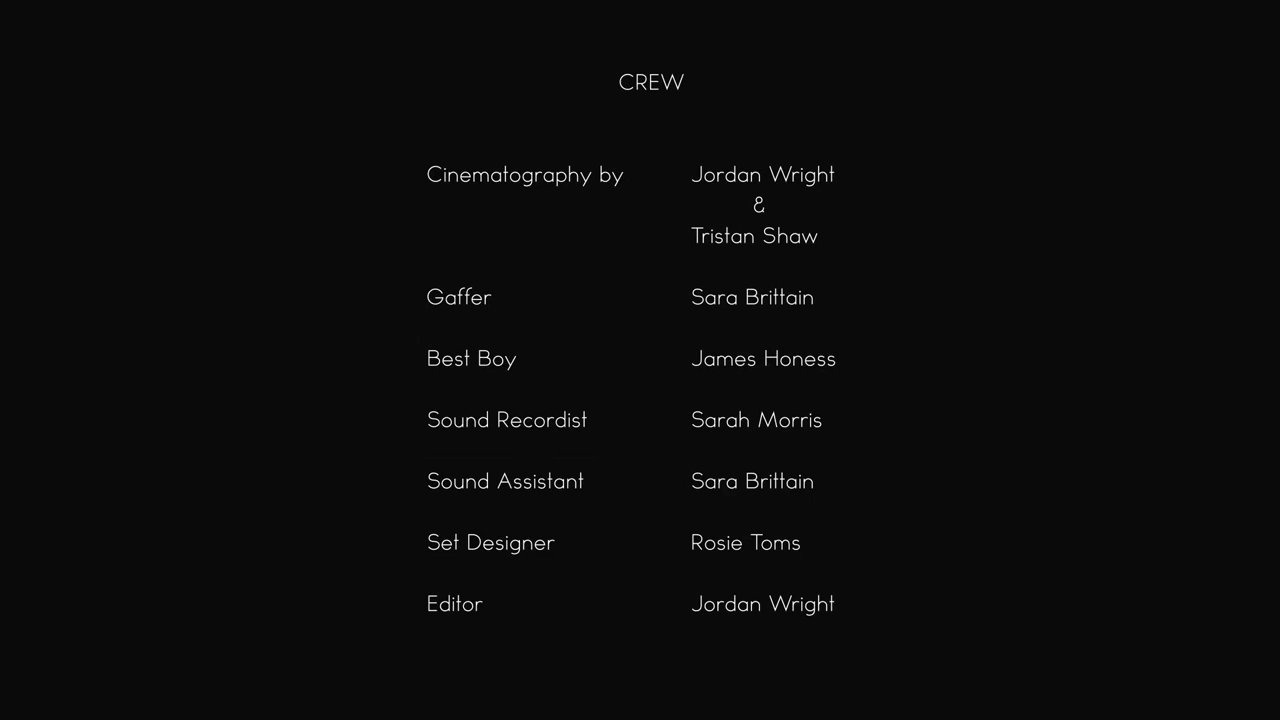 CREW
Cinematography by Jordan Wright
&
Tristan Shaw
Gaffer Sara Brittain
Best Boy James Honess
Sound Recordist Sarah Morris
Sound Assistant Sara Brittain
Set Designer Rosie Toms
Editor Jordan Wright